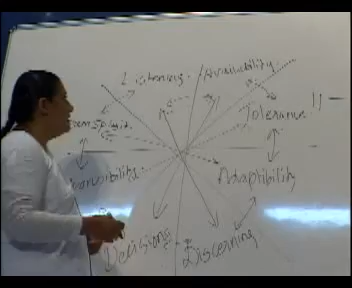 Listening
Availability
Tolerance
Adaptibility
Discerning
Decisions